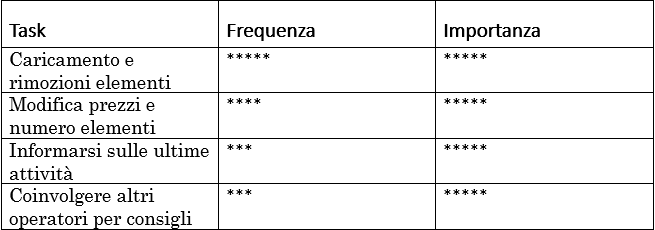 Task Frequenza Importanza
Caricamento e ***** *****
rimozioni elementi
Modifica prezzi e **** *****
numero elementi
Informarsi sulle ultime *** *****
attività
Coinvolgere altri *** *****
operatori per consigli